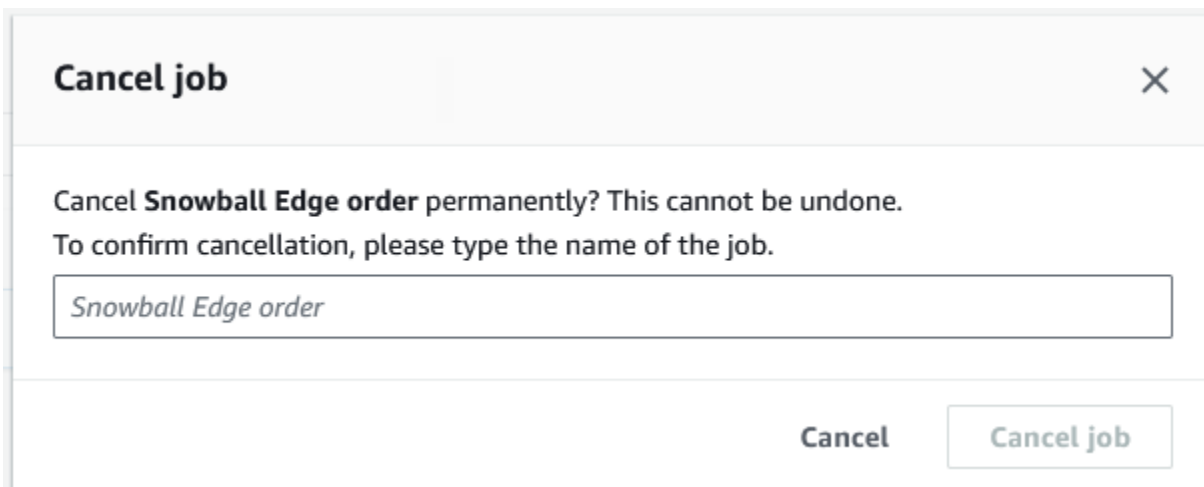 Cancel job
Cancel Snowball Edge order permanently? This cannot be undone.
To confirm cancellation, please type the name of the job.
Snowball Edge order
Cancel
Cancel job